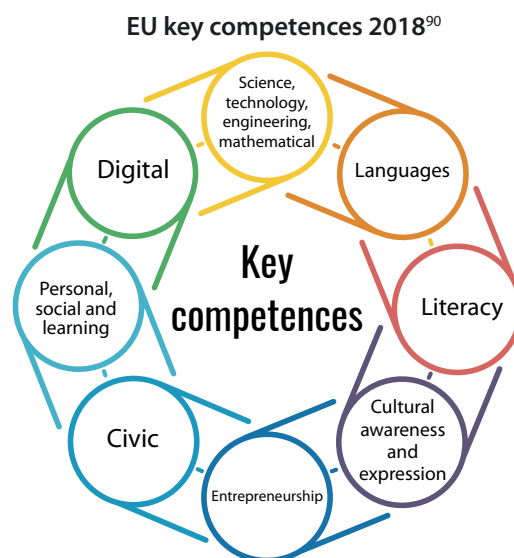 EU key competences 2018⁹⁰
Science,
technology,
engineering,
mathematical
Digital
Languages
Key
competences
Personal,
social and
learning
Literacy
Civic
Cultural
awareness
and
expression
Entrepreneurship